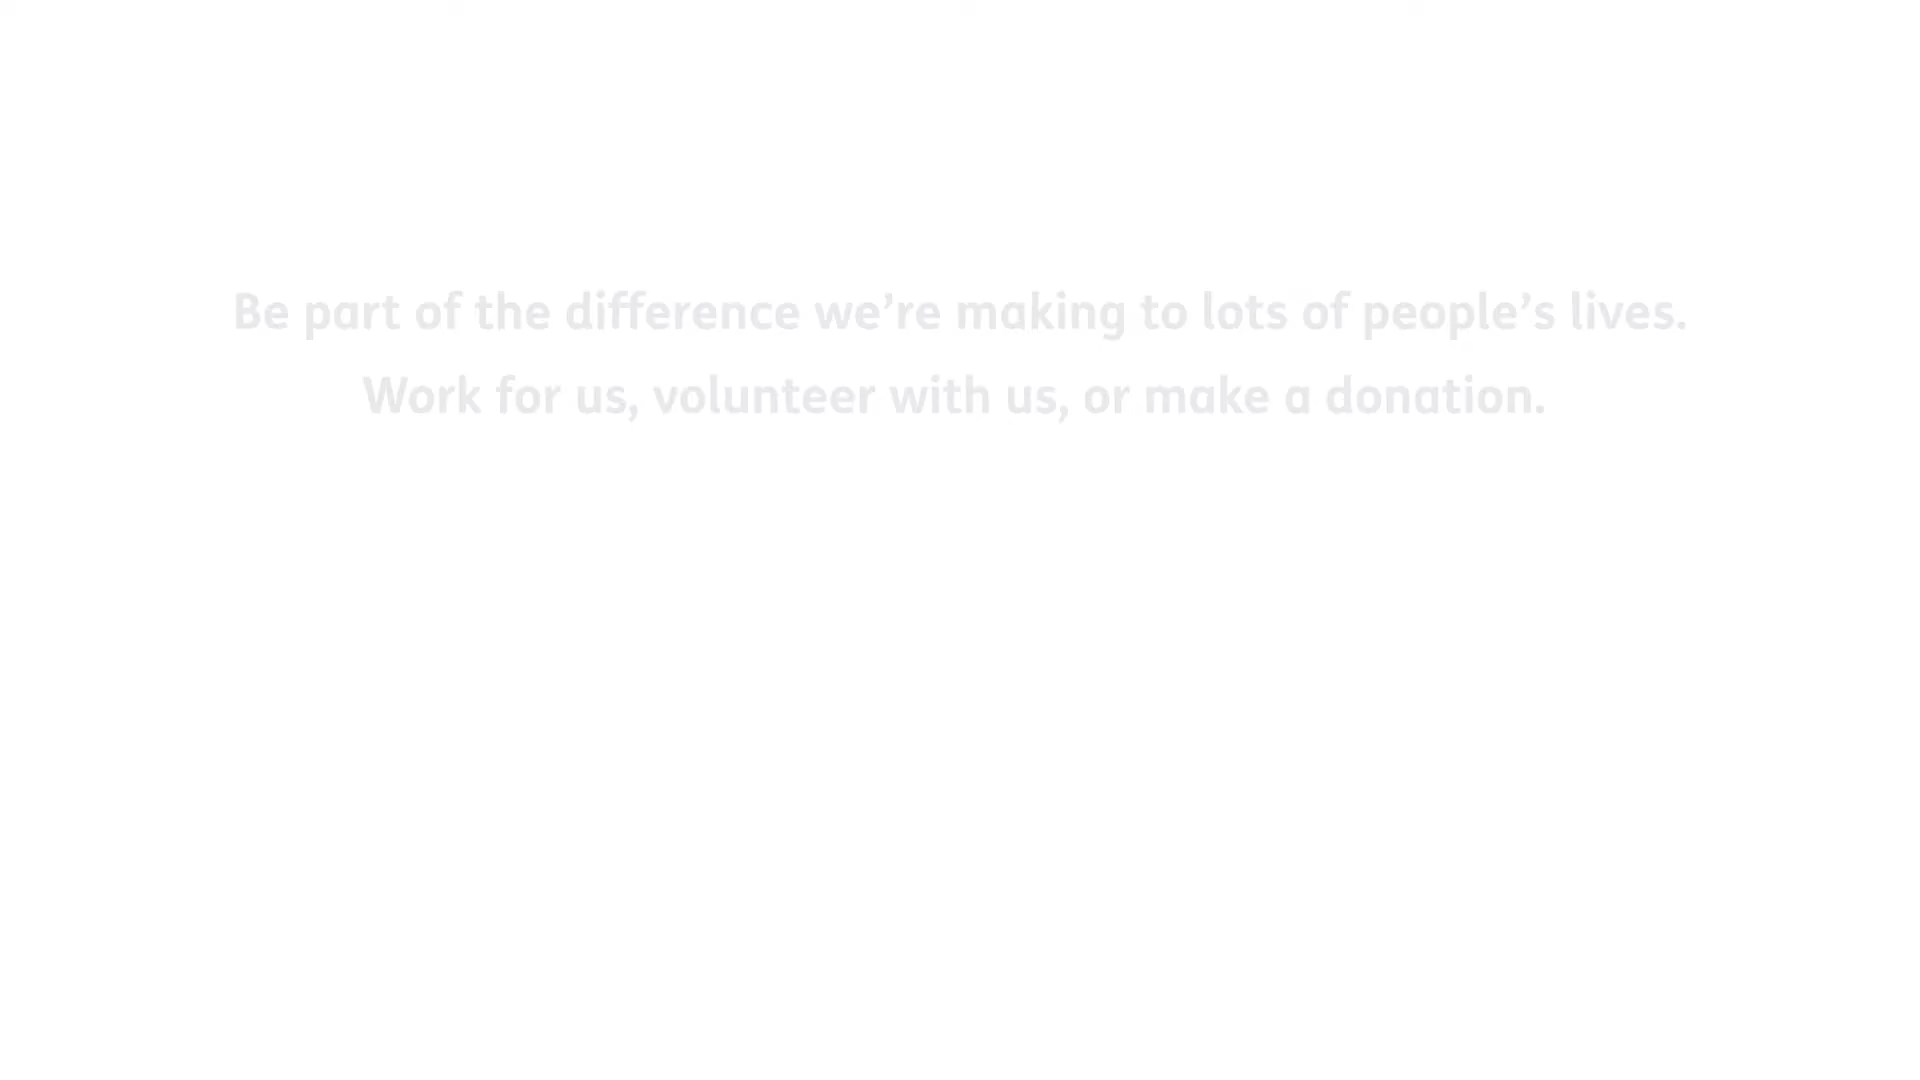 Be part of the difference we’re making to lots of people’s lives.
Work for us, volunteer with us, or make a donation.